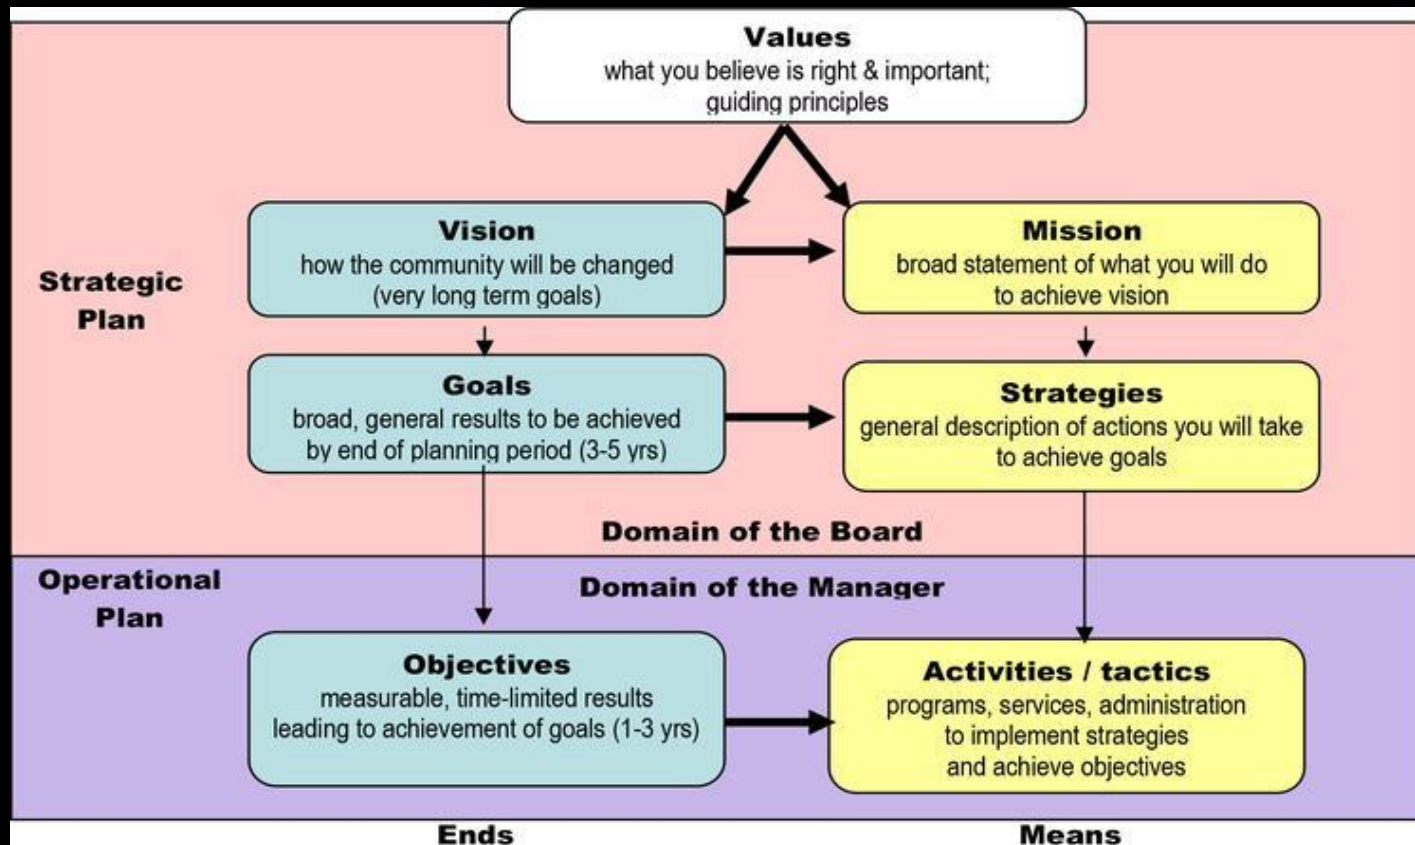 Values
what you believe is right & important;
guiding principles
Vision
how the community will be changed
(very long term goals)
Mission
broad statement of what you will do
to achieve vision
Strategic
Plan
Goals
broad, general results to be achieved
by end of planning period (3-5 yrs)
Strategies
general description of actions you will take
to achieve goals
Domain of the Board
Operational
Plan
Domain of the Manager
Objectives
measurable, time-limited results
leading to achievement of goals (1-3 yrs)
Activities / tactics
programs, services, administration
to implement strategies
and achieve objectives
Ends
Means